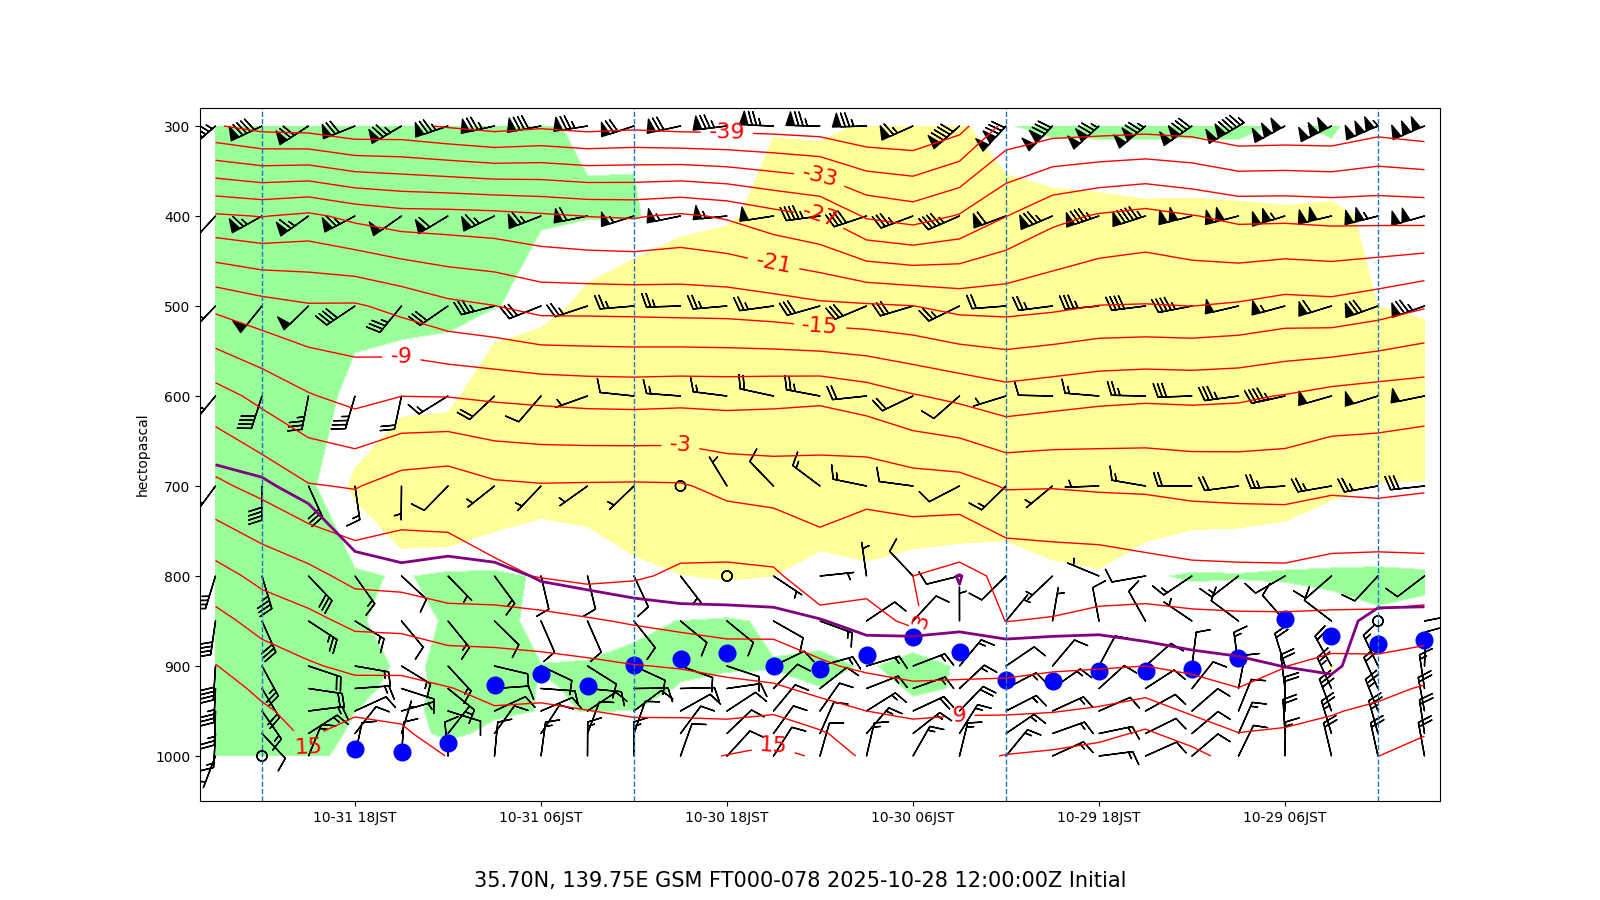 300
400
500
600
700
800
900
1000
hectopascal
-39
-33
-27
-21
-15
-9
-3
3
9
15
15
10-31 18JST
10-31 06JST
10-30 18JST
10-30 06JST
10-29 18JST
10-29 06JST
35.70N, 139.75E GSM FT000-078 2025-10-28 12:00:00Z Initial